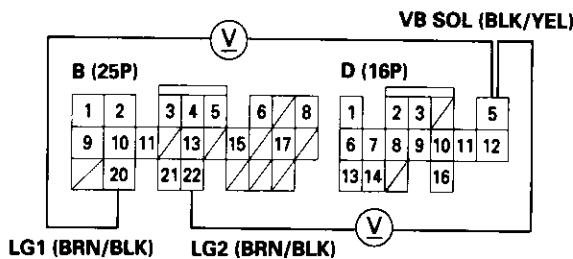 VB SOL (BLK/YEL)
V
B (25P)
D (16P)
1 2 3 4 5 6 8
1 2 3 5
9 10 11 13 15 17
6 7 8 9 10 11 12
20 21 22
13 14 16
V
LG1 (BRN/BLK)
LG2 (BRN/BLK)